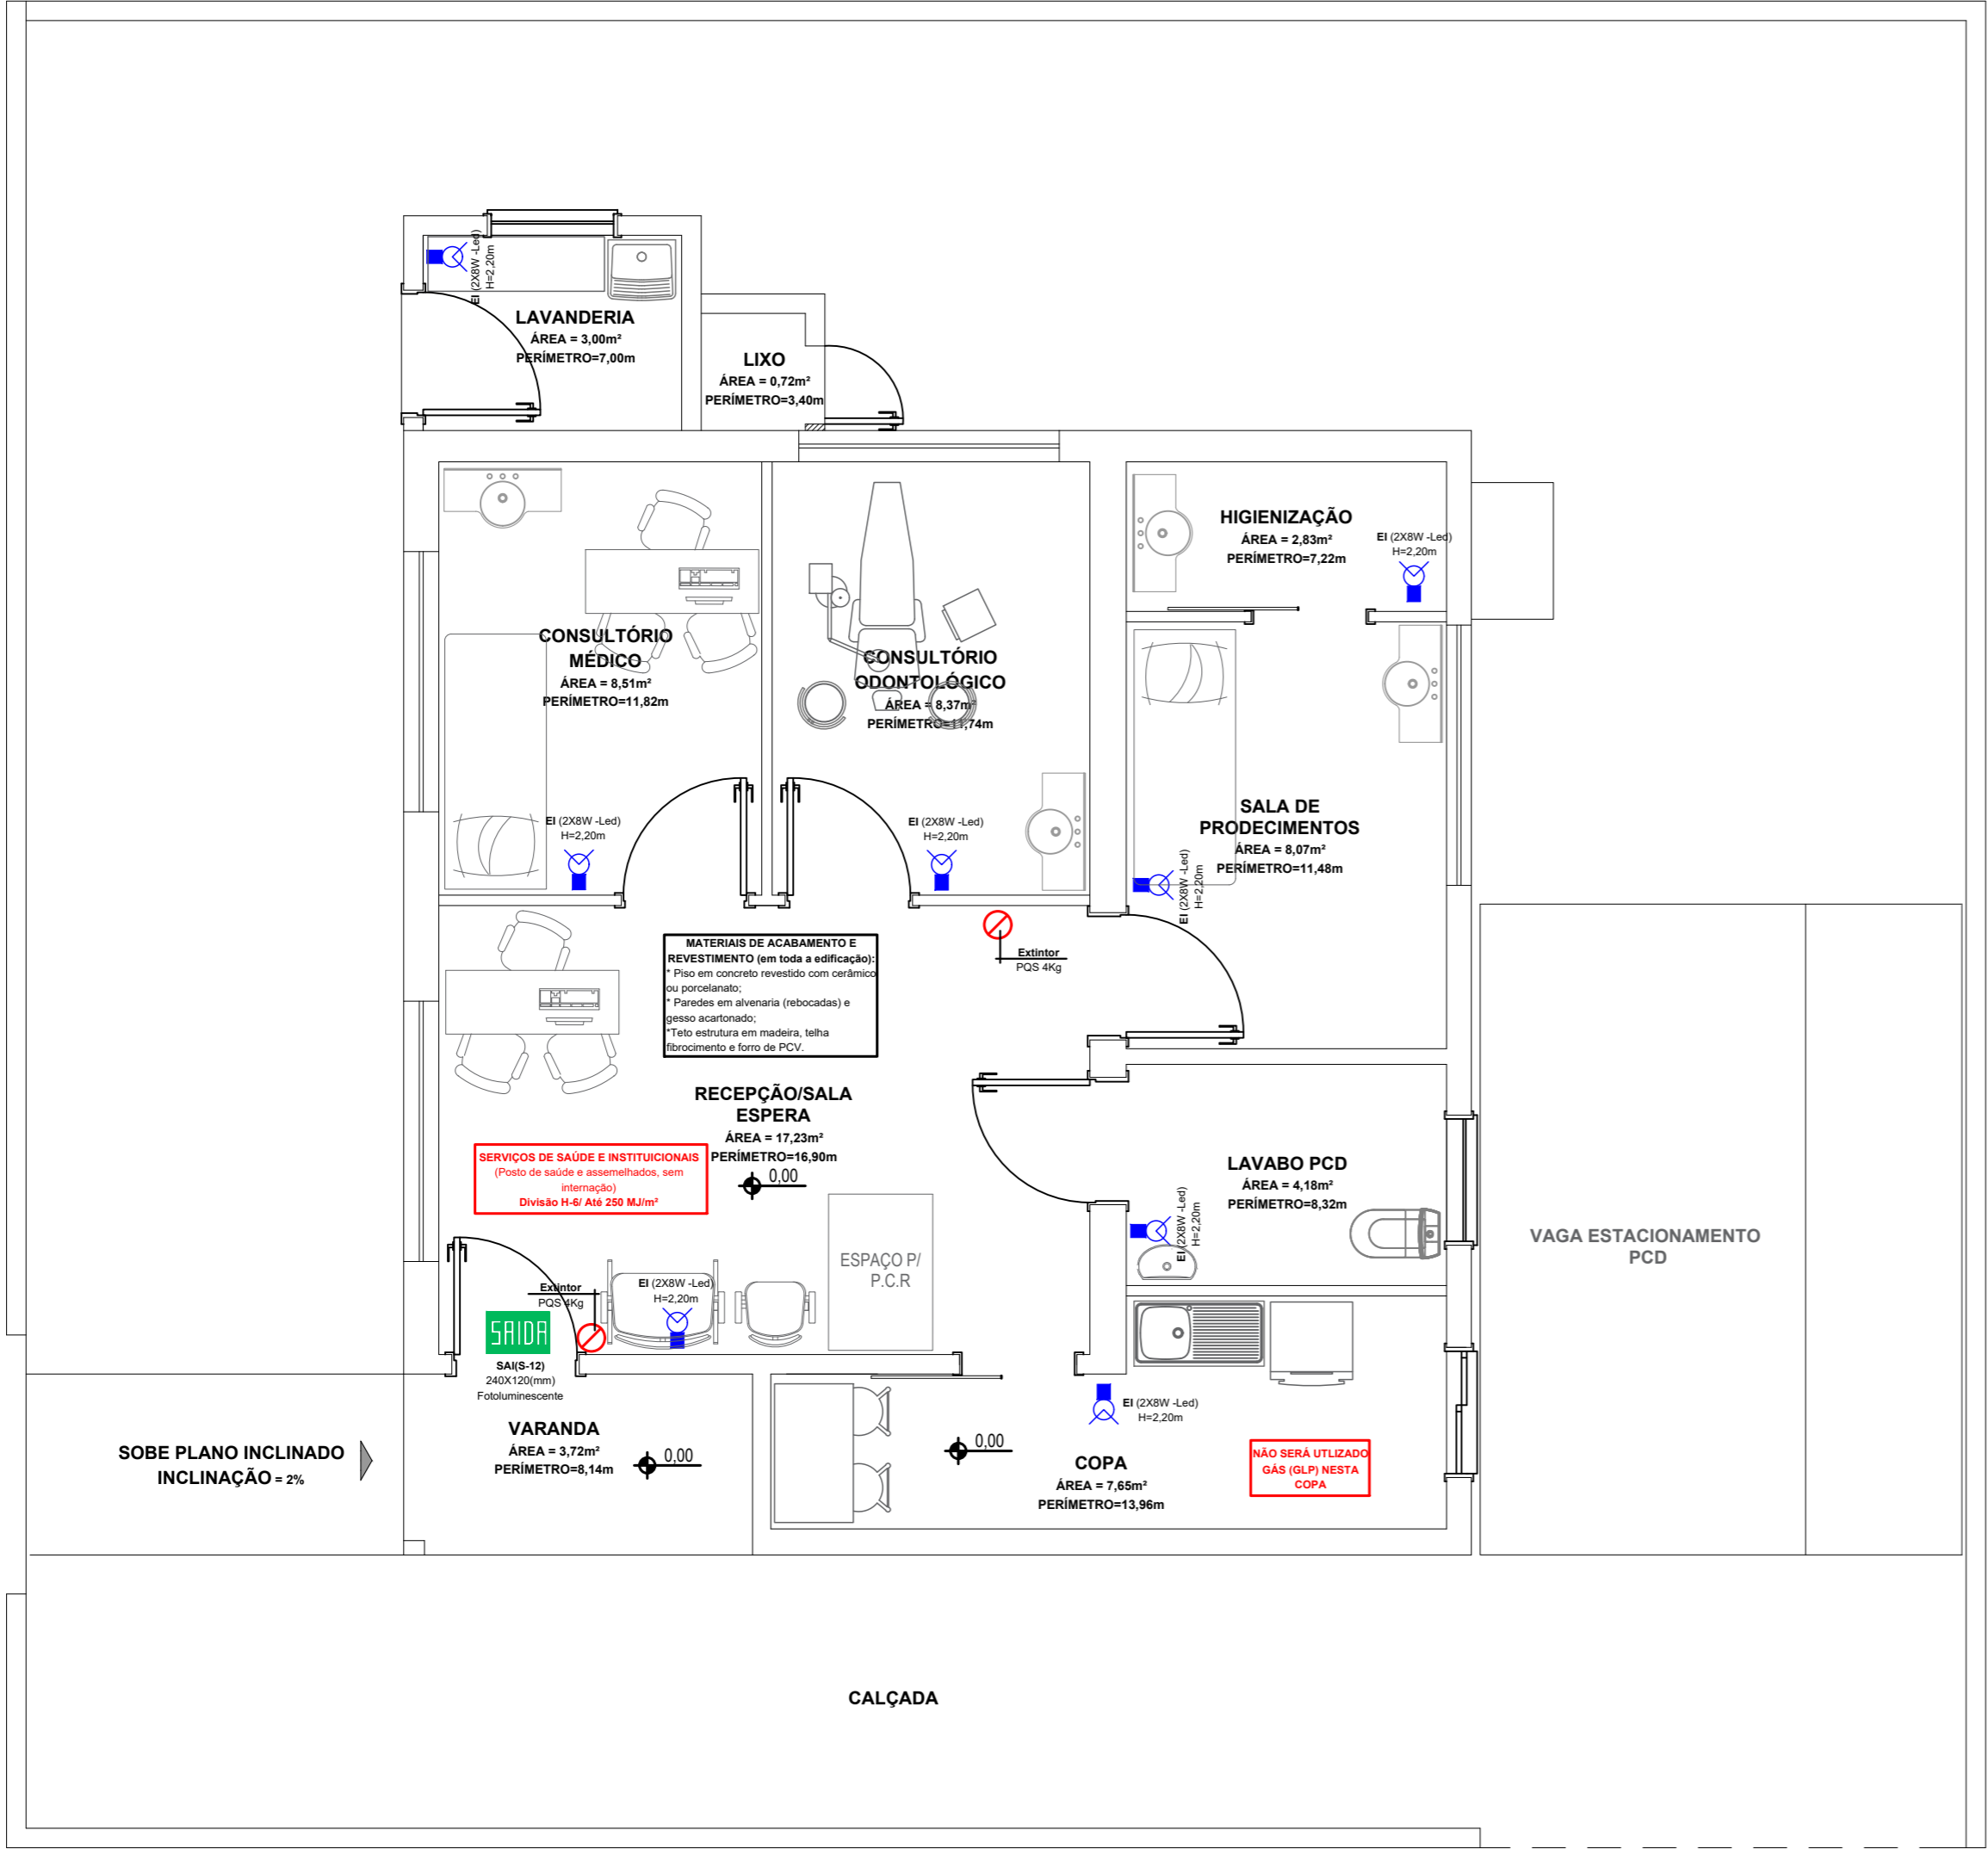 EI (2X8W -Led)
H=2,20m
LAVANDERIA
ÁREA = 3,00m²
PERÍMETRO=7,00m
LIXO
ÁREA = 0,72m²
PERÍMETRO=3,40m
HIGIENIZAÇÃO
ÁREA = 2,83m²
PERÍMETRO=7,22m
EI (2X8W -Led)
H=2,20m
CONSULTÓRIO
MÉDICO
ÁREA = 8,51m²
PERÍMETRO=11,82m
CONSULTÓRIO
ODONTOLÓGICO
ÁREA = 8,37m²
PERÍMETRO=11,74m
EI (2X8W -Led)
H=2,20m
EI (2X8W -Led)
H=2,20m
SALA DE
PRODECIMENTOS
ÁREA = 8,07m²
PERÍMETRO=11,48m
EI (2X8W -Led)
H=2,20m
MATERIAIS DE ACABAMENTO E
REVESTIMENTO (em toda a edificação):
* Piso em concreto revestido com cerâmico
ou porcelanato;
* Paredes em alvenaria (rebocadas) e
gesso acartonado;
*Teto estrutura em madeira, telha
fibrocimento e forro de PCV.
Extintor
PQS 4Kg
RECEPÇÃO/SALA
ESPERA
ÁREA = 17,23m²
PERÍMETRO=16,90m
0,00
SERVIÇOS DE SAÚDE E INSTITUICIONAIS
(Posto de saúde e assemelhados, sem
internação)
Divisão H-6/ Até 250 MJ/m²
LAVABO PCD
ÁREA = 4,18m²
PERÍMETRO=8,32m
EI (2X8W -Led)
H=2,20m
VAGA ESTACIONAMENTO
PCD
ESPAÇO P/
P.C.R
Extintor
PQS 4Kg
EI (2X8W -Led)
H=2,20m
SAIDA
SAI(S-12)
240X120(mm)
Fotoluminescente
VARANDA
ÁREA = 3,72m²
PERÍMETRO=8,14m
0,00
SOBE PLANO INCLINADO
INCLINAÇÃO = 2%
0,00
EI (2X8W -Led)
H=2,20m
COPA
ÁREA = 7,65m²
PERÍMETRO=13,96m
NÃO SERÁ UTLIZADO
GÁS (GLP) NESTA
COPA
CALÇADA